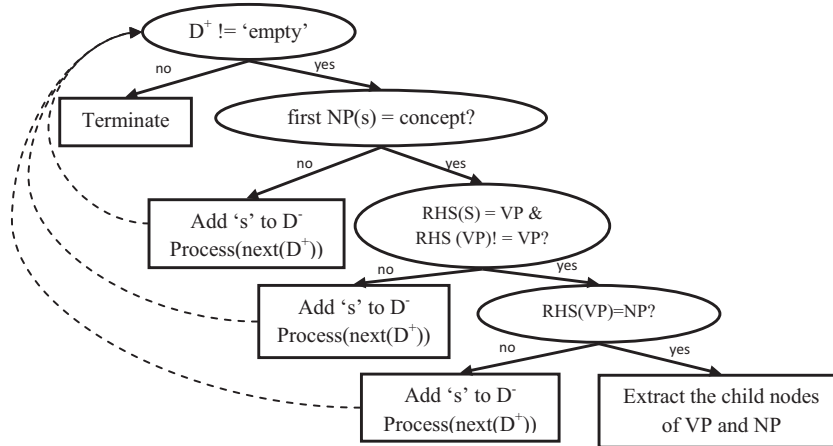 D⁺ != ‘empty’
no
yes
Terminate
first NP(s) = concept?
no
yes
Add ‘s’ to D⁻
Process(next(D⁺))
RHS(S) = VP &
RHS (VP)! = VP?
no
yes
Add ‘s’ to D⁻
Process(next(D⁺))
RHS(VP)=NP?
no
yes
Add ‘s’ to D⁻
Process(next(D⁺))
Extract the child nodes
of VP and NP